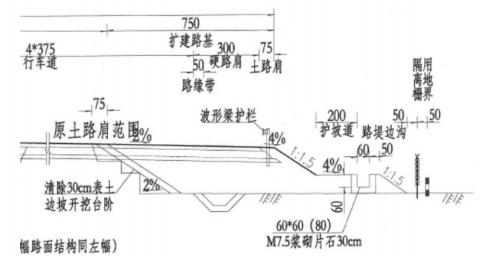 750
扩建路基
4*375
300
75
行车道
50
硬路肩
土路肩
路缘带
隔离栅
用地界
75
波形梁护栏
原土路肩范围
2%
4%
1:1.5
200
护坡道
路堤边沟
50
50
4%
60
50
1:1.5
清除30cm表土
边坡开挖台阶
2%
60
60*60 (80)
M7.5浆砌片石30cm
幅路面结构同左幅)